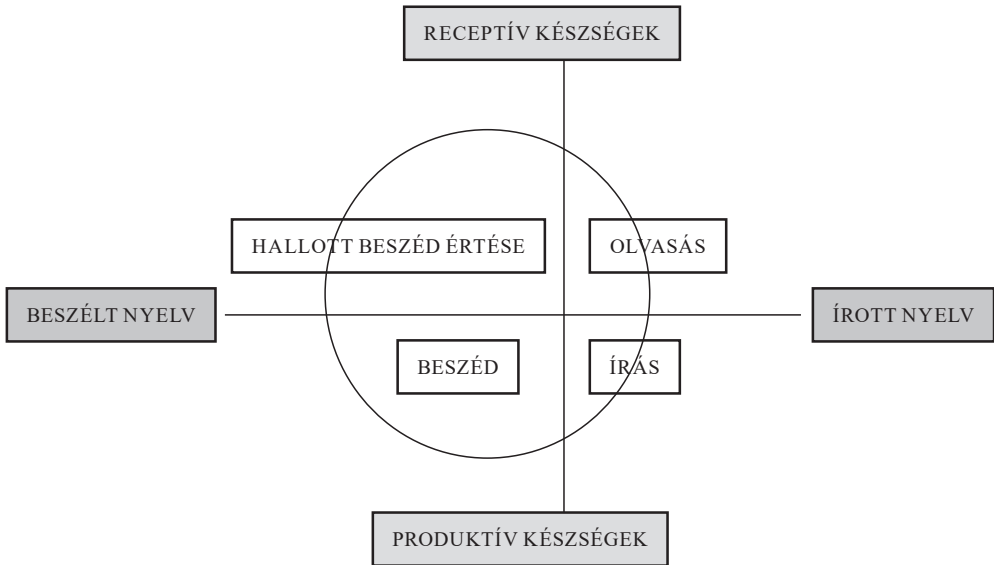 RECEPTÍV KÉSZSÉGEK
HALLOTT BESZÉD ÉRTÉSE
OLVASÁS
BESZÉLT NYELV
ÍROTT NYELV
BESZÉD
ÍRÁS
PRODUKTÍV KÉSZSÉGEK